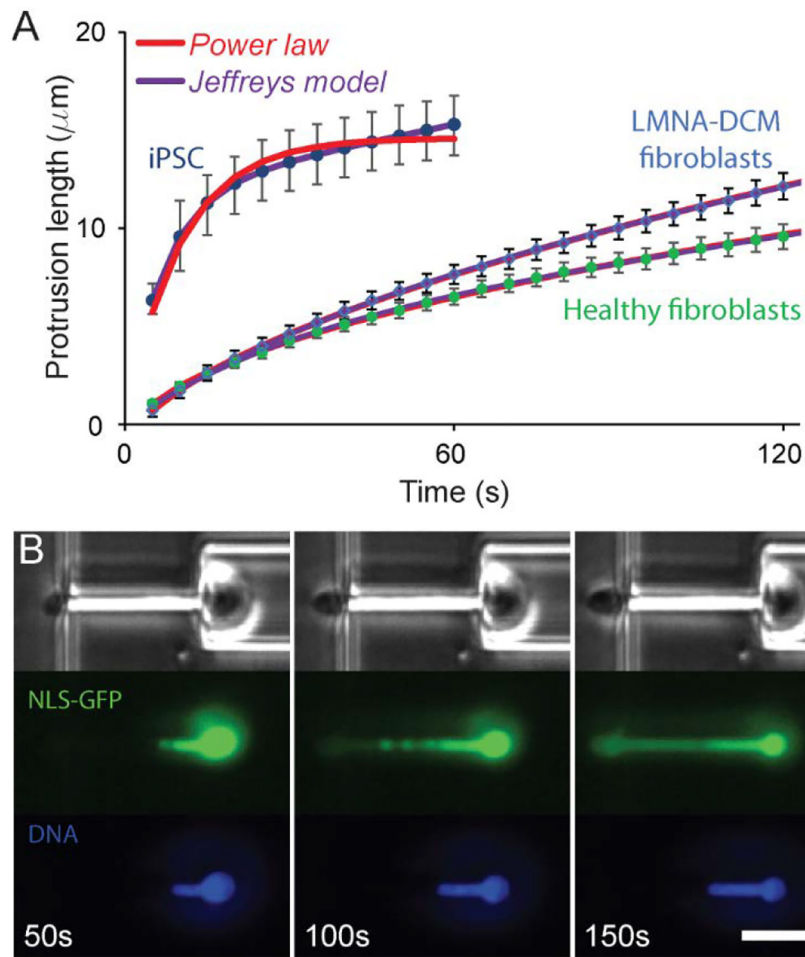 A
20
Power law
Jeffreys model
iPSC
LMNA-DCM
fibroblasts
Protrusion length (μm)
10
Healthy fibroblasts
0
0
60
120
Time (s)
B
NLS-GFP
DNA
50s
100s
150s